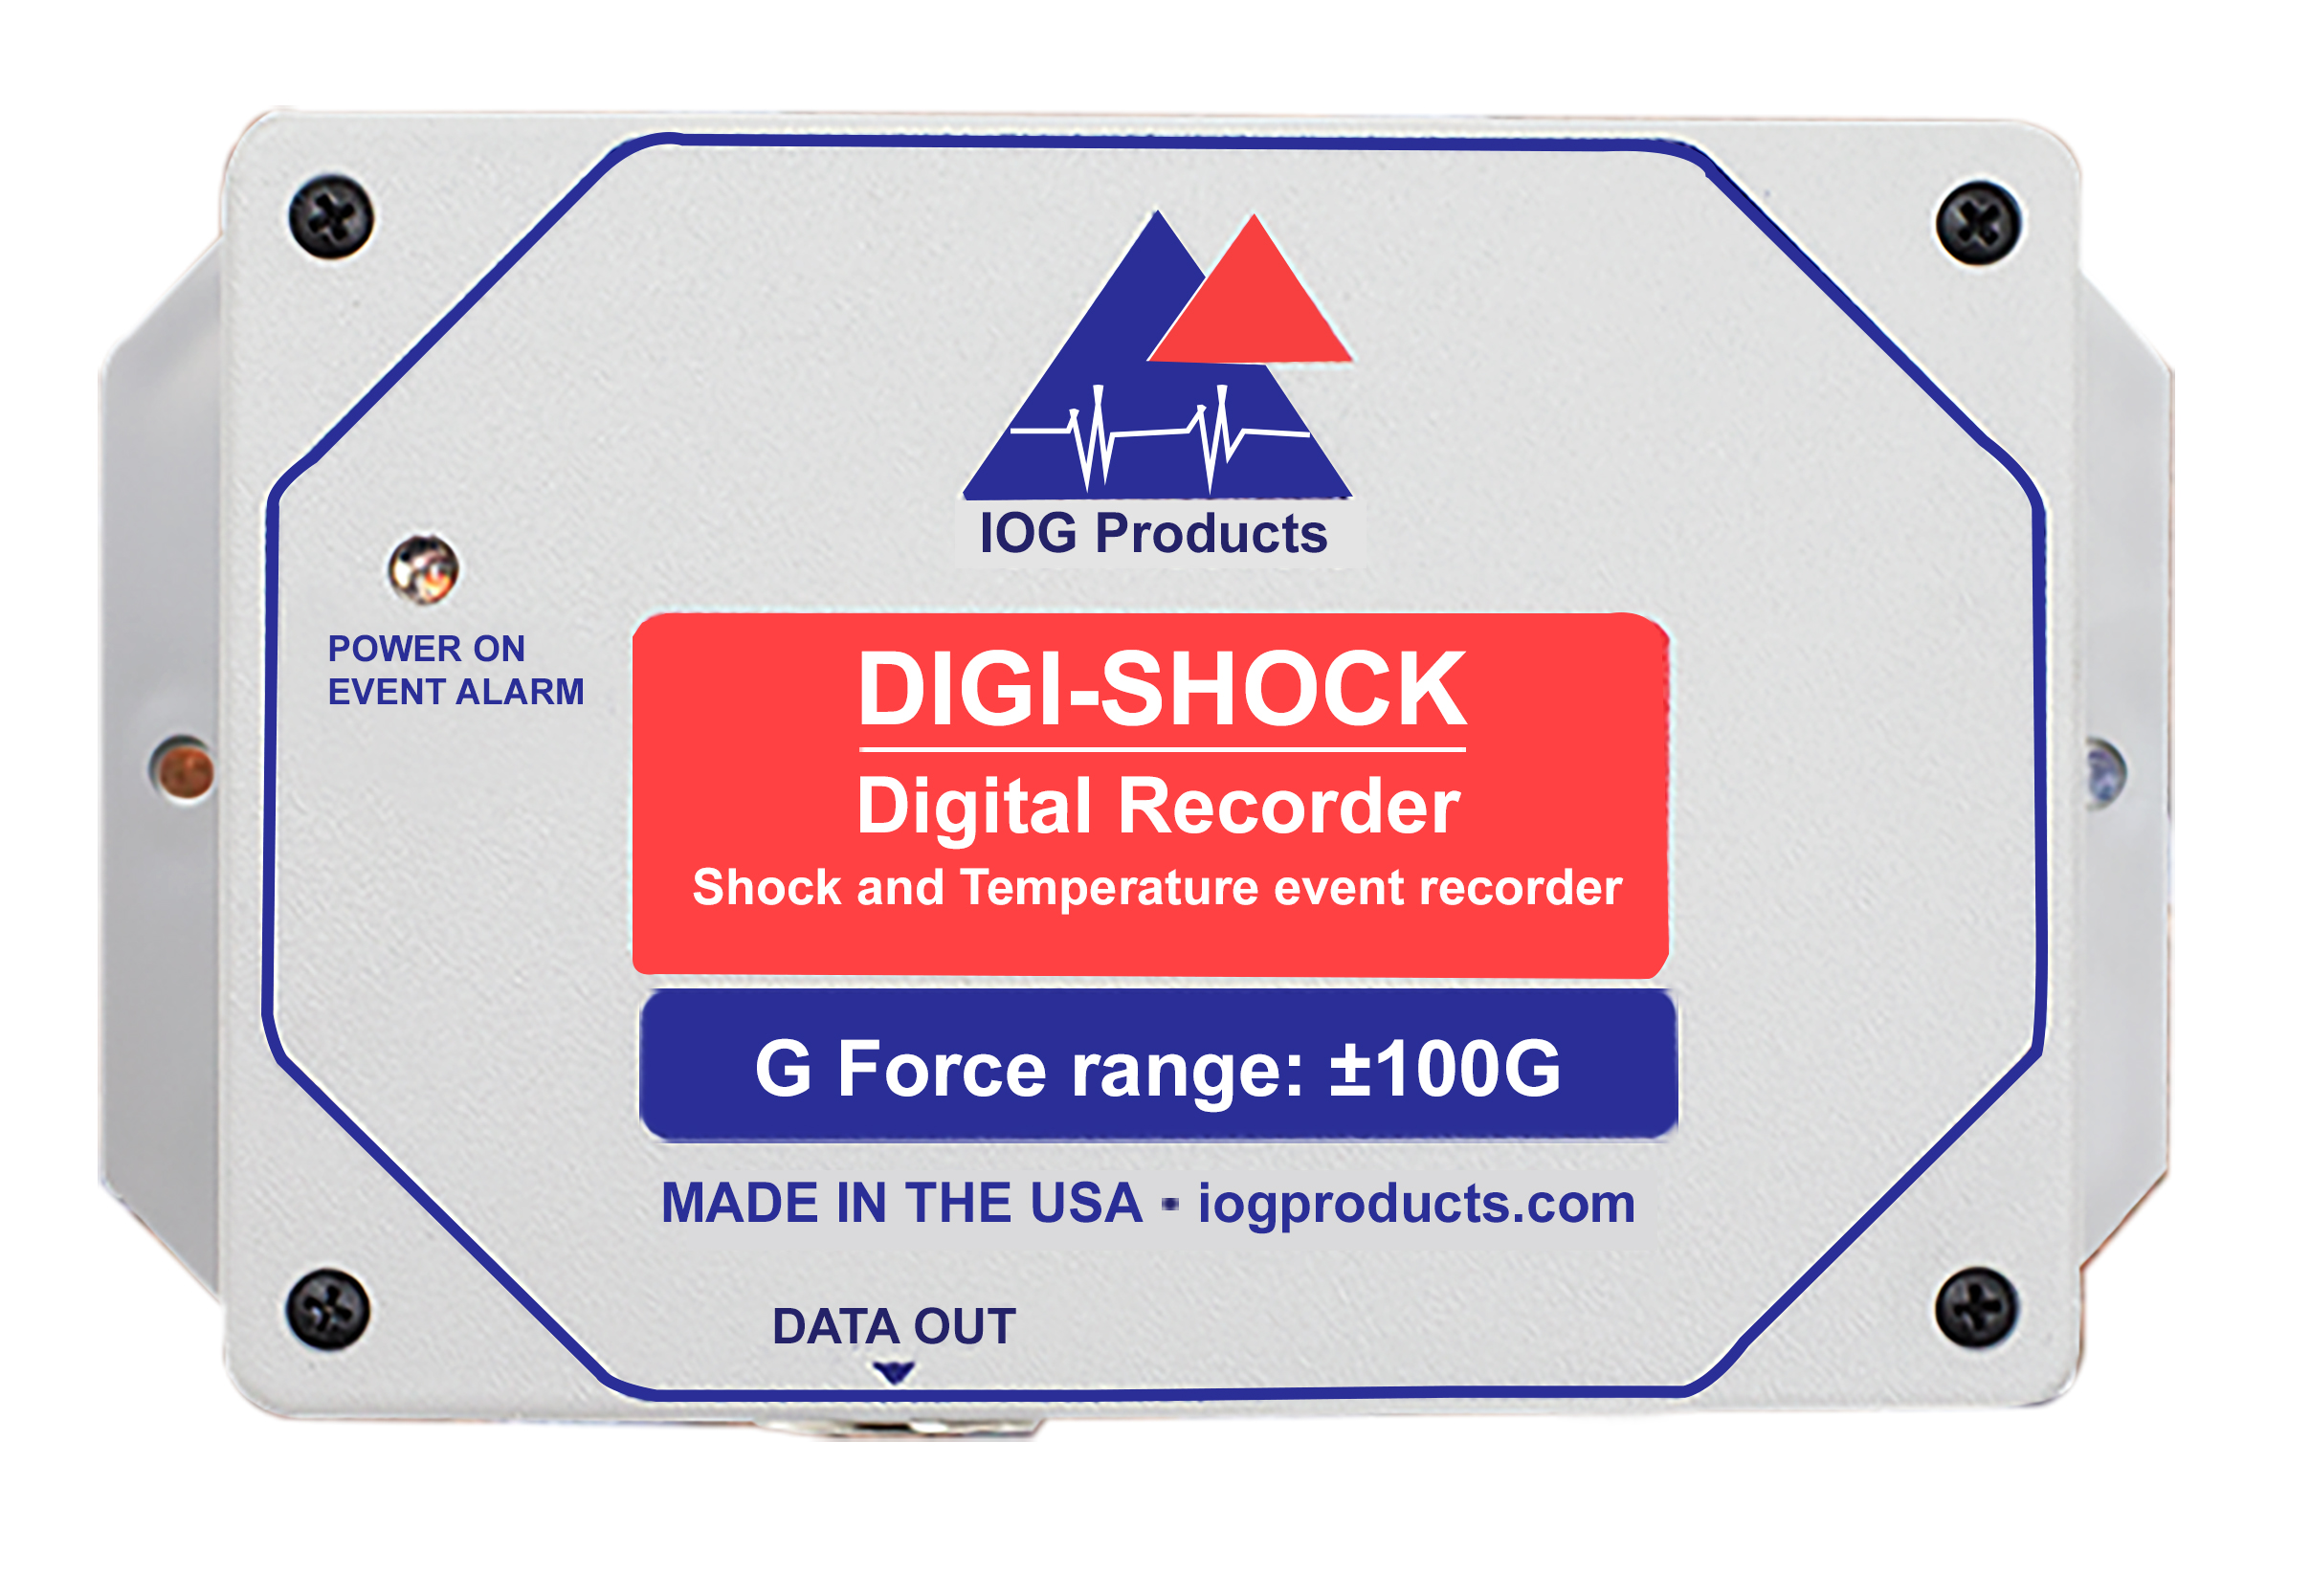 IOG Products
POWER ON
EVENT ALARM
DIGI-SHOCK
Digital Recorder
Shock and Temperature event recorder
G Force range: ±100G
MADE IN THE USA ▪ iogproducts.com
DATA OUT